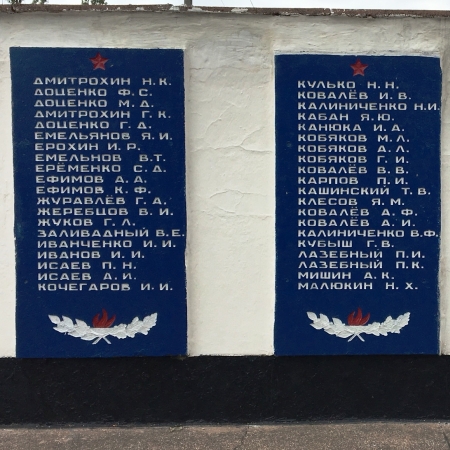 ДМИТРОХИН Н.К.
ДОЦЕНКО Ф.С.
ДОЦЕНКО М.Д.
ДМИТРОХИН Г.К.
ДОЦЕНКО Г.Д.
ЕМЕЛЬЯНОВ Я.И.
ЕРОХИН И.Р.
ЕМЕЛЬНОВ В.Т.
ЕРЁМЕНКО С.Д.
ЕФИМОВ А.А.
ЕФИМОВ К.Ф.
ЖУРАВЛЁВ Г.А.
ЖЕРЕБЦОВ В.И.
ЖУКОВ Г.Л.
ЗАЛИВАДНЫЙ В.Е.
ИВАНЧЕНКО И.И.
ИВАНОВ И.И.
ИСАЕВ П.Н.
ИСАЕВ А.И.
КОЧЕГАРОВ И.И.
КУЛЬКО Н.Н.
КОВАЛЁВ И.В.
КАЛИНИЧЕНКО Н.И.
КАБАН Я.Ю.
КАНЮКА И.А.
КОБЯКОВ М.Л.
КОБЯКОВ А.Л.
КОБЯКОВ Г.И.
КОВАЛЁВ В.В.
КАРПОВ П.И.
КАШИНСКИЙ Т.В.
КЛЕСОВ Я.М.
КОВАЛЁВ А.Ф.
КОВАЛЁВ А.И.
КАЛИНИЧЕНКО В.Ф.
КУБЫШ Г.В.
ЛАЗЕБНЫЙ П.И.
ЛАЗЕБНЫЙ П.К.
МИШИН А.К.
МАЛЮКИН Н.Х.